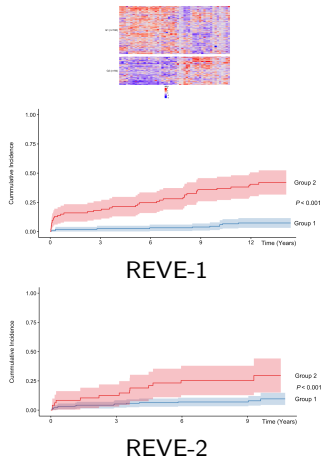 1.00
0.75
0.50
0.25
0.00
Cummulative Incidence
Group 2
P < 0.001
Group 1
0
3
6
9
12
Time (Years)
REVE-1
1.00
0.75
0.50
0.25
0.00
Cummulative Incidence
Group 2
P < 0.001
Group 1
0
3
6
9
Time (Years)
REVE-2